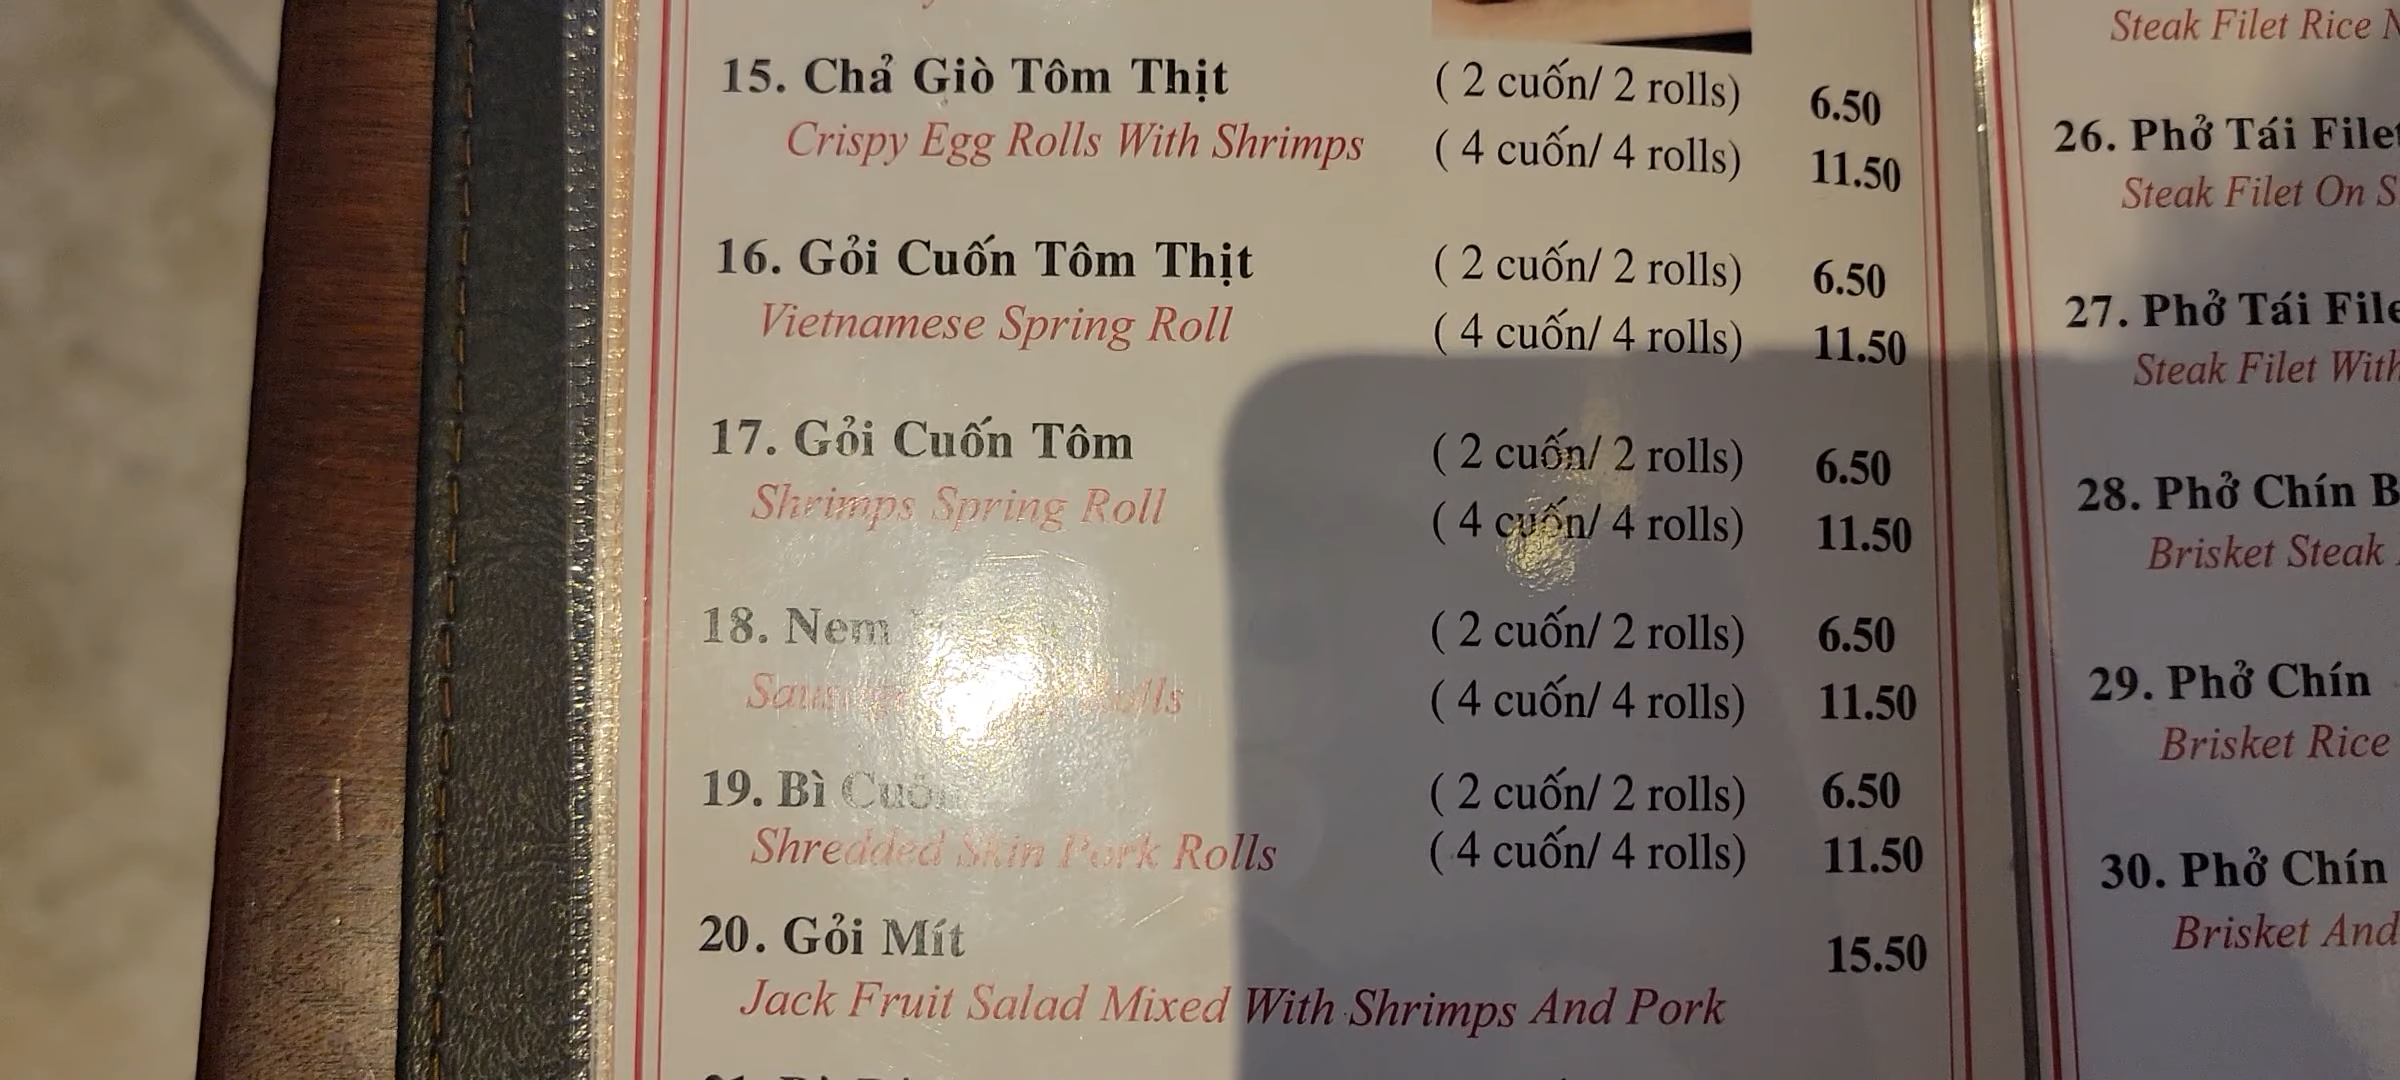 15. Chả Giò Tôm Thịt ( 2 cuốn/ 2 rolls) 6.50
Crispy Egg Rolls With Shrimps ( 4 cuốn/ 4 rolls) 11.50
16. Gỏi Cuốn Tôm Thịt ( 2 cuốn/ 2 rolls) 6.50
Vietnamese Spring Roll ( 4 cuốn/ 4 rolls) 11.50
17. Gỏi Cuốn Tôm ( 2 cuốn/ 2 rolls) 6.50
Shrimps Spring Roll ( 4 cuốn/ 4 rolls) 11.50
18. Nem ( 2 cuốn/ 2 rolls) 6.50
( 4 cuốn/ 4 rolls) 11.50
19. Bì Cuốn ( 2 cuốn/ 2 rolls) 6.50
Shredded Skin Pork Rolls ( 4 cuốn/ 4 rolls) 11.50
20. Gỏi Mít 15.50
Jack Fruit Salad Mixed With Shrimps And Pork
Steak Filet Rice
26. Phở Tái
Steak Filet On
27. Phở Tái
Steak Filet With
28. Phở Chín
Brisket Steak
29. Phở Chín
Brisket Rice
30. Phở Chín
Brisket And